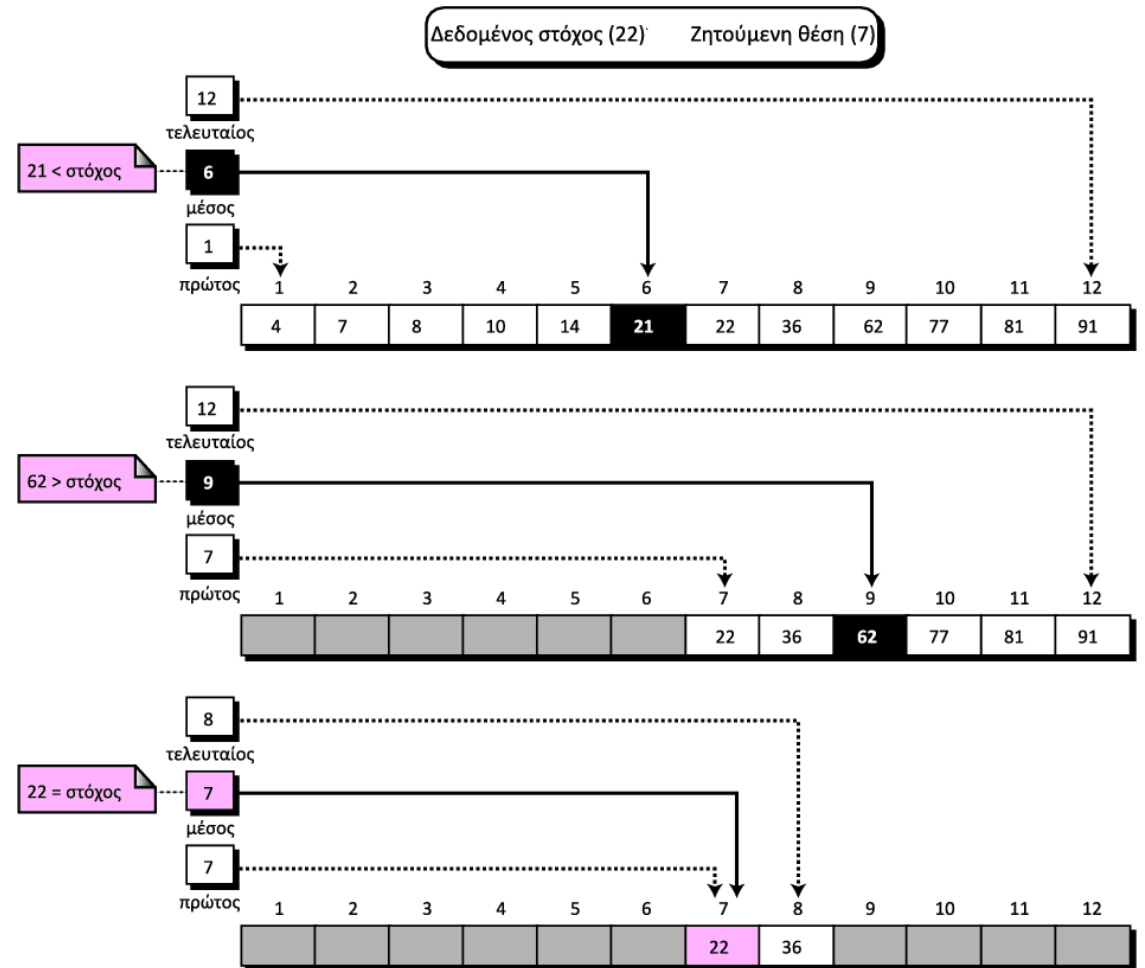 Δεδομένος στόχος (22) Ζητούμενη θέση (7)
12
τελευταίος
21 < στόχος 6
μέσος
1
πρώτος 1 2 3 4 5 6 7 8 9 10 11 12
4 7 8 10 14 21 22 36 62 77 81 91
12
τελευταίος
62 > στόχος 9
μέσος
7
πρώτος 1 2 3 4 5 6 7 8 9 10 11 12
22 36 62 77 81 91
8
τελευταίος
22 = στόχος 7
μέσος
7
πρώτος 1 2 3 4 5 6 7 8 9 10 11 12
22 36